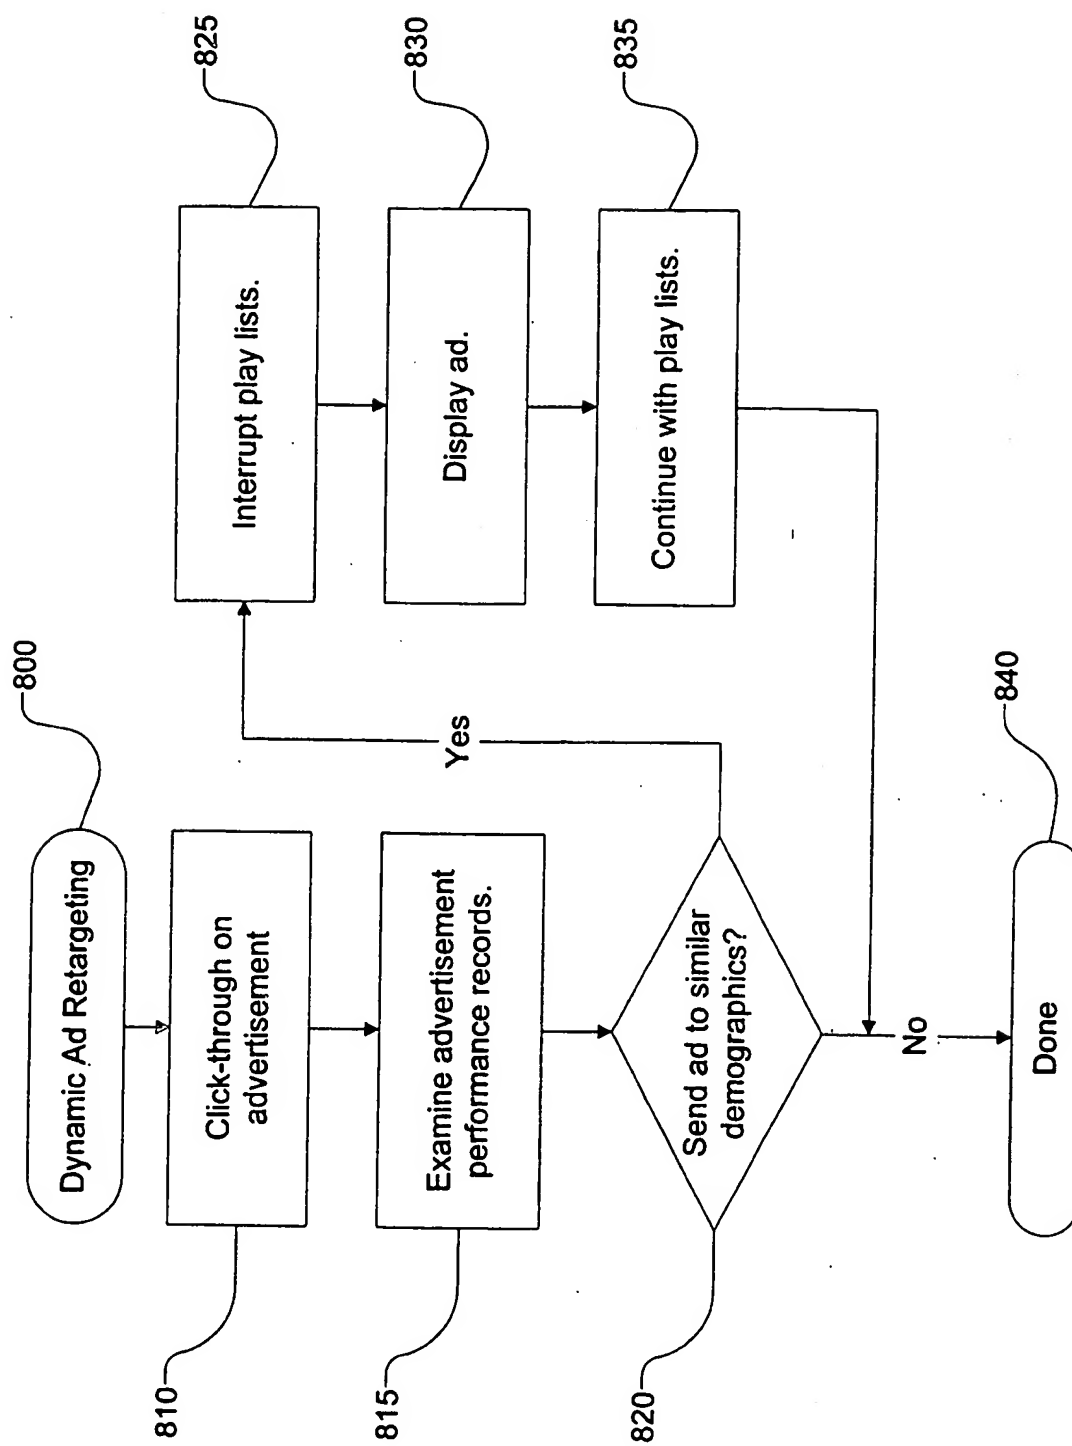 Dynamic Ad Retargeting
800
Click-through on
advertisement
810
Examine advertisement
performance records.
815
Send ad to similar
demographics?
820
Yes
Interrupt play lists.
825
Display ad.
830
Continue with play lists.
835
No
Done
840